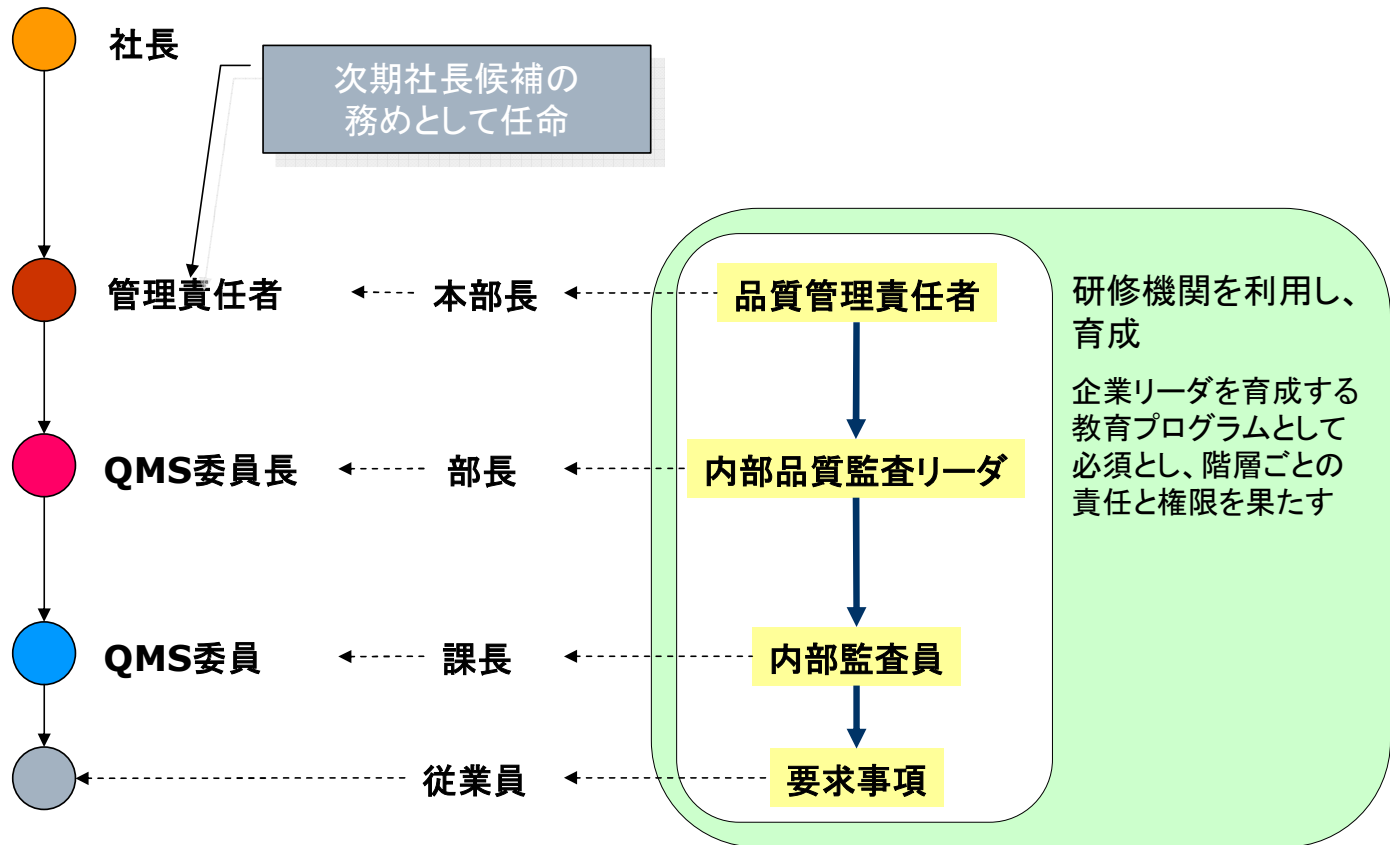 社長
次期社長候補の
務めとして任命
管理責任者
本部長
品質管理責任者
研修機関を利用し、
育成
企業リーダを育成する
教育プログラムとして
必須とし、階層ごとの
責任と権限を果たす
QMS委員長
部長
内部品質監査リーダ
QMS委員
課長
内部監査員
従業員
要求事項